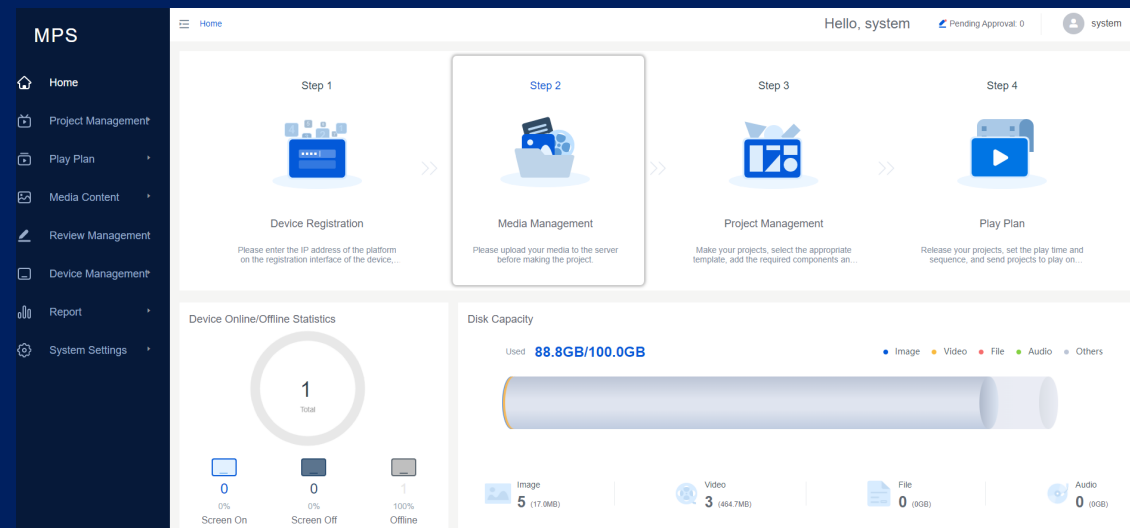 MPS
Home
Project Management
Play Plan
Media Content
Review Management
Device Management
Report
System Settings
Home
Hello, system
Pending Approval: 0
system
Step 1
Device Registration
Please enter the IP address of the platform
on the registration interface of the device,...
Step 2
Media Management
Please upload your media to the server
before making the project.
Step 3
Project Management
Make your projects, select the appropriate
template, add the required components an...
Step 4
Play Plan
Release your projects, set the play time and
sequence, and send projects to play on...
Device Online/Offline Statistics
1
Total
0
0%
Screen On
0
0%
Screen Off
1
100%
Offline
Disk Capacity
Used 88.8GB/100.0GB
Image Video File Audio Others
Image
5 (17.0MB)
Video
3 (464.7MB)
File
0 (0GB)
Audio
0 (0GB)